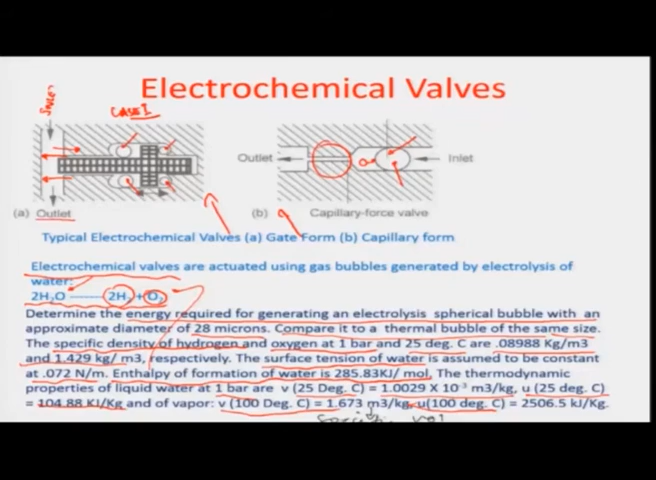 Electrochemical Valves
CASE I
Outlet
Inlet
(a) Outlet
(b)
Capillary-force valve
Typical Electrochemical Valves (a) Gate Form (b) Capillary form
Electrochemical valves are actuated using gas bubbles generated by electrolysis of
water:
2H2O --------- 2H2 + O2
Determine the energy required for generating an electrolysis spherical bubble with an
approximate diameter of 28 microns. Compare it to a thermal bubble of the same size.
The specific density of hydrogen and oxygen at 1 bar and 25 deg. C are .08988 Kg/m3
and 1.429 kg/ m3, respectively. The surface tension of water is assumed to be constant
at .072 N/m. Enthalpy of formation of water is 285.83KJ/ mol. The thermodynamic
properties of liquid water at 1 bar are v (25 Deg. C) = 1.0029 X 10-3 m3/kg, u (25 deg. C)
= 104.88 KJ/Kg and of vapor: v (100 Deg. C) = 1.673 m3/kg, u(100 deg. C) = 2506.5 kJ/Kg.